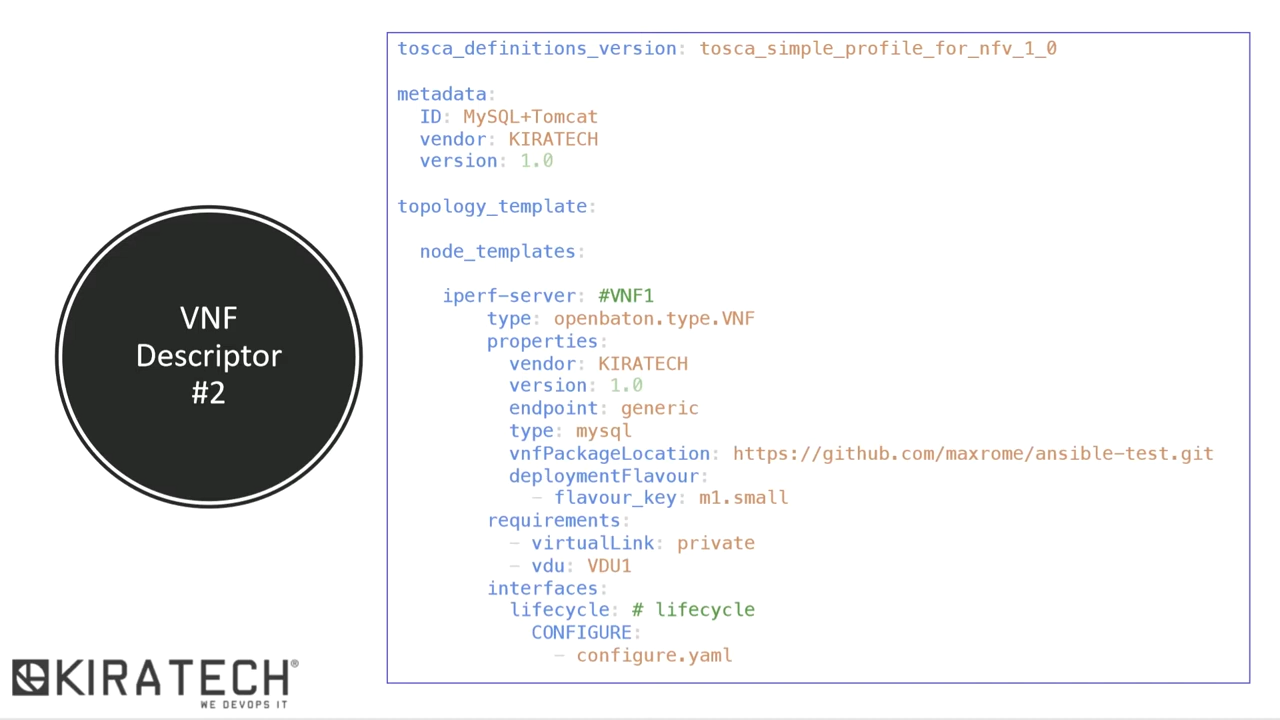 VNF
Descriptor
#2
tosca_definitions_version: tosca_simple_profile_for_nfv_1_0
metadata:
  ID: MySQL+Tomcat
  vendor: KIRATECH
  version: 1.0
topology_template:
  node_templates:
    iperf-server: #VNF1
        type: openbaton.type.VNF
        properties:
          vendor: KIRATECH
          version: 1.0
          endpoint: generic
          type: mysql
          vnfPackageLocation: https://github.com/maxrome/ansible-test.git
          deploymentFlavour:
            - flavour_key: m1.small
        requirements:
          - virtualLink: private
          - vdu: VDU1
        interfaces:
          lifecycle: # lifecycle
            CONFIGURE:
              - configure.yaml
KIRATECH®
WE DEVOPS IT